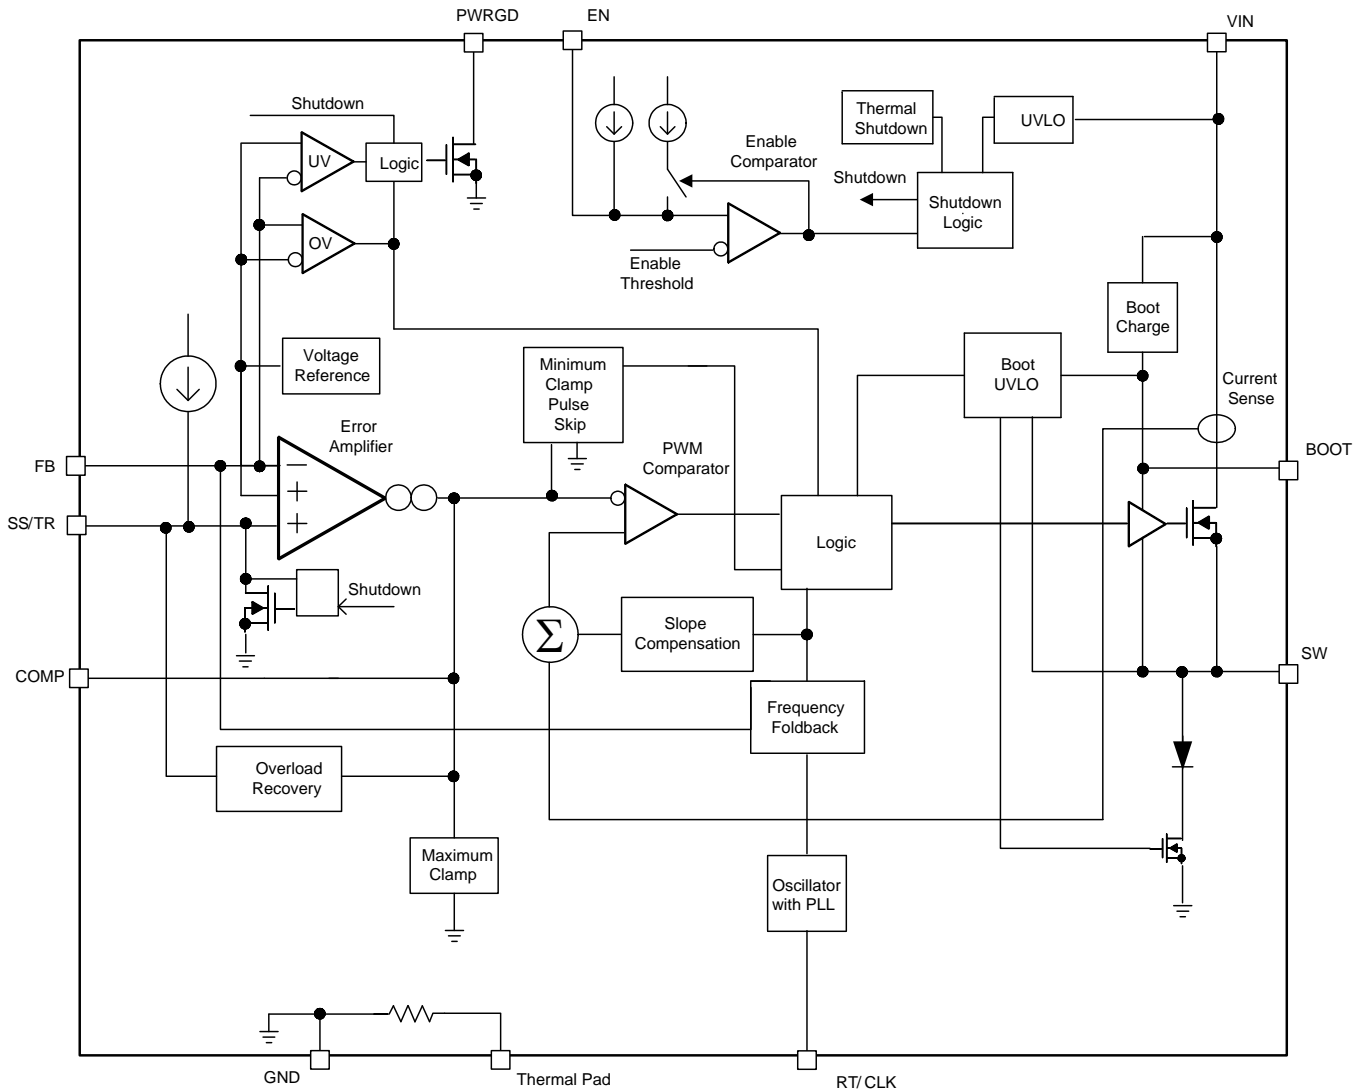 PWRGD
EN
VIN
Shutdown
UV
Logic
OV
Enable
Comparator
Enable
Threshold
Thermal
Shutdown
UVLO
Shutdown
Shutdown
Logic
Boot
Charge
Voltage
Reference
Minimum
Clamp
Pulse
Skip
Boot
UVLO
Current
Sense
Error
Amplifier
PWM
Comparator
FB
−
+
+
SS/TR
BOOT
Logic
Shutdown
Σ
Slope
Compensation
COMP
SW
Frequency
Foldback
Overload
Recovery
Maximum
Clamp
Oscillator
with PLL
GND
Thermal Pad
RT/CLK